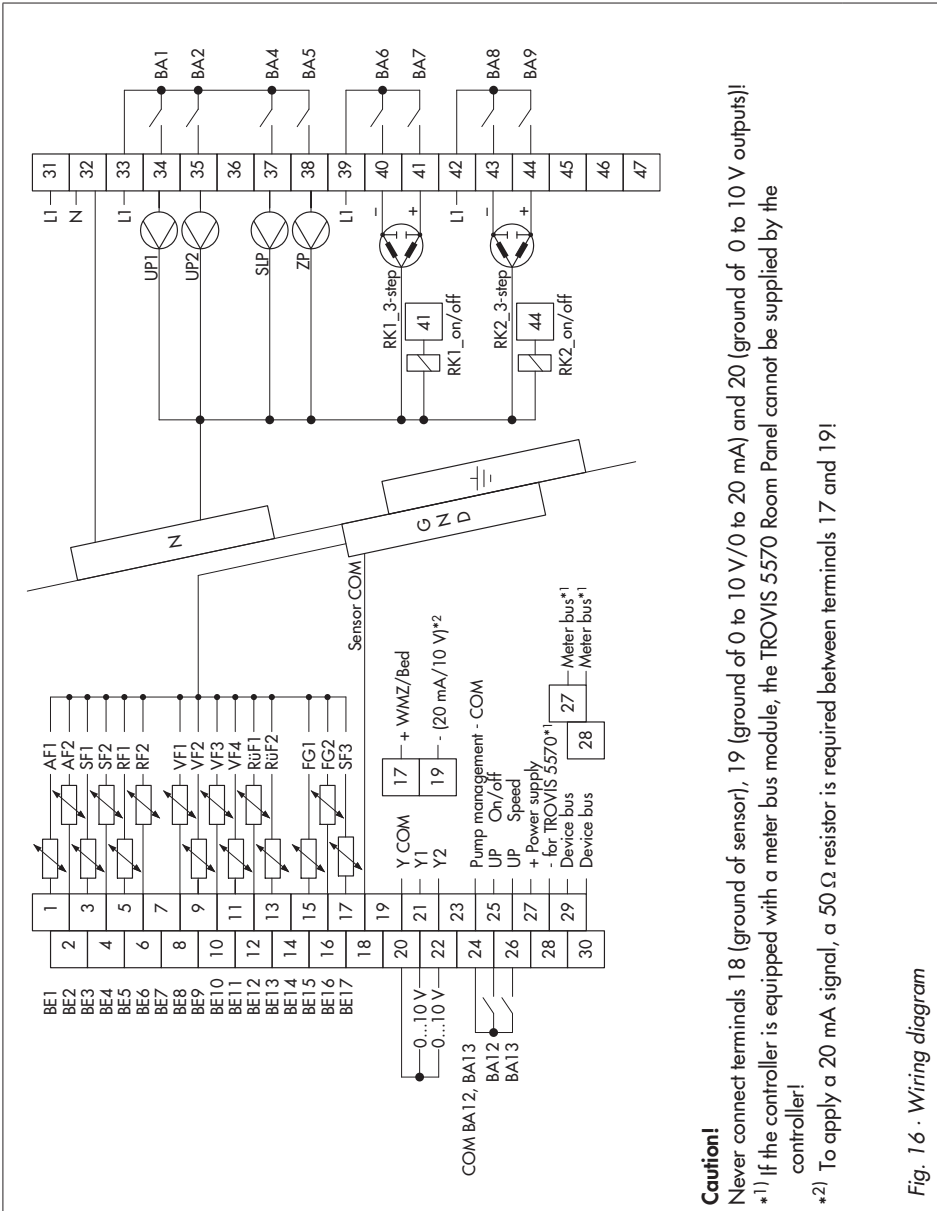 31
32
33
34
35
36
37
38
39
40
41
42
43
44
45
46
47
L1
N
L1
L1
L1
BA1
BA2
BA4
BA5
BA6
BA7
BA8
BA9
UP1
UP2
SLP
ZP
–
+
RK1_3-step
41
RK1_on/off
–
+
RK2_3-step
44
RK2_on/off
N
GND
Sensor COM
BE1
BE2
BE3
BE4
BE5
BE6
BE7
BE8
BE9
BE10
BE11
BE12
BE13
BE14
BE15
BE16
BE17
1
2
3
4
5
6
7
8
9
10
11
12
13
14
15
16
17
18
19
20
21
22
23
24
25
26
27
28
29
30
AF1
AF2
SF1
SF2
RF1
RF2
VF1
VF2
VF3
VF4
RüF1
RüF2
FG1
FG2
SF3
17 + WMZ/Bed
19 - (20 mA/10 V)*2
Y COM
Y1
Y2
0...10 V
0...10 V
Pump management - COM
UP On/off
UP Speed
+ Power supply
- for TROVIS 5570*1
Device bus
Device bus
27 Meter bus*1
28 Meter bus*1
COM BA12, BA13
BA12
BA13
Caution!
Never connect terminals 18 (ground of sensor), 19 (ground of 0 to 10 V/0 to 20 mA) and 20 (ground of 0 to 10 V outputs)!
*1) If the controller is equipped with a meter bus module, the TROVIS 5570 Room Panel cannot be supplied by the
controller!
*2) To apply a 20 mA signal, a 50 Ω resistor is required between terminals 17 and 19!
Fig. 16 · Wiring diagram